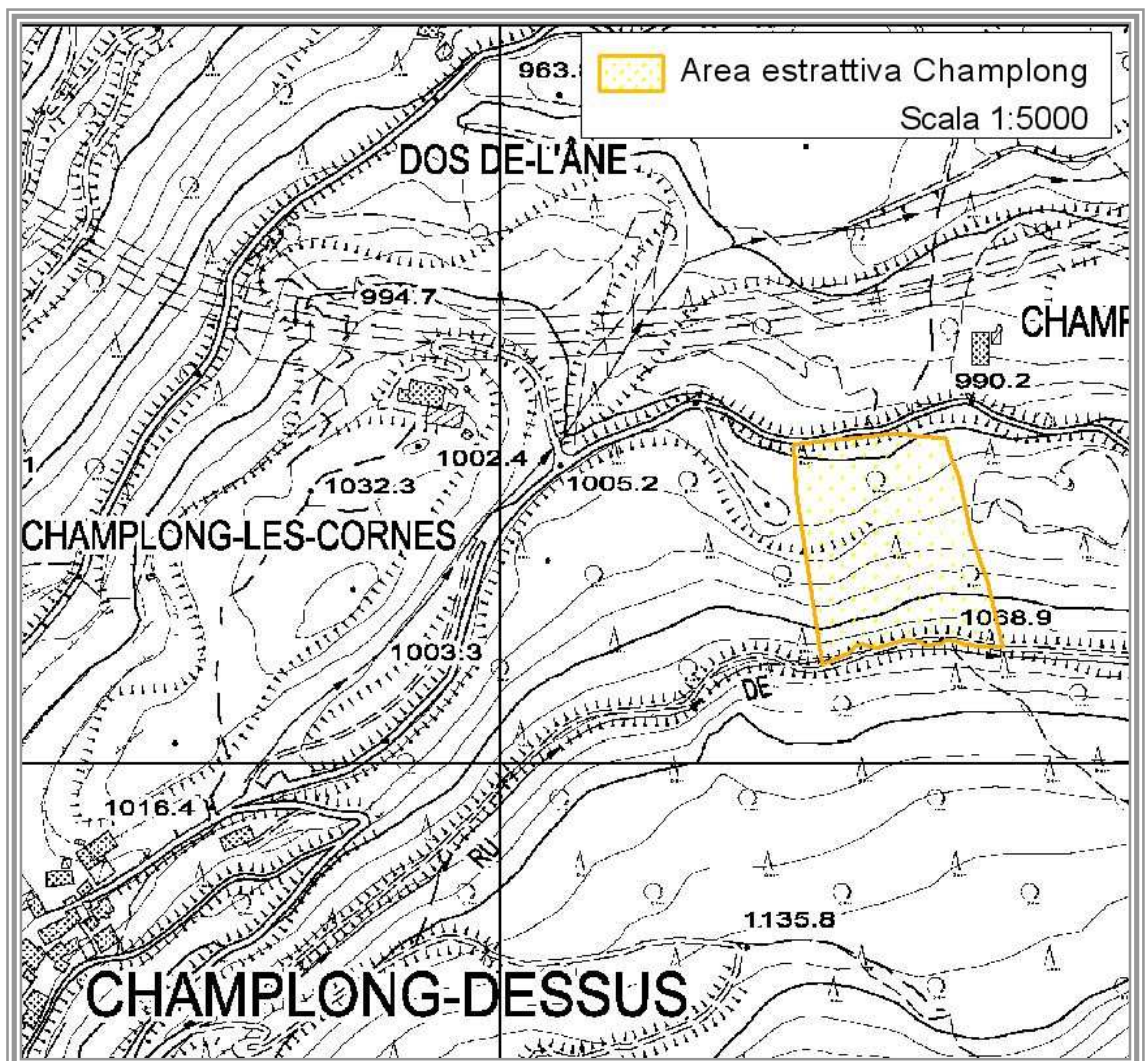 963.
Area estrattiva Champlong
Scala 1:5000
DOS DE-L'ÂNE
994.7
CHAMP
990.2
1002.4
1005.2
1032.3
1
CHAMPLONG-LES-CORNES
1068.9
1003.3
DE
1016.4
RU
1135.8
CHAMPLONG-DESSUS